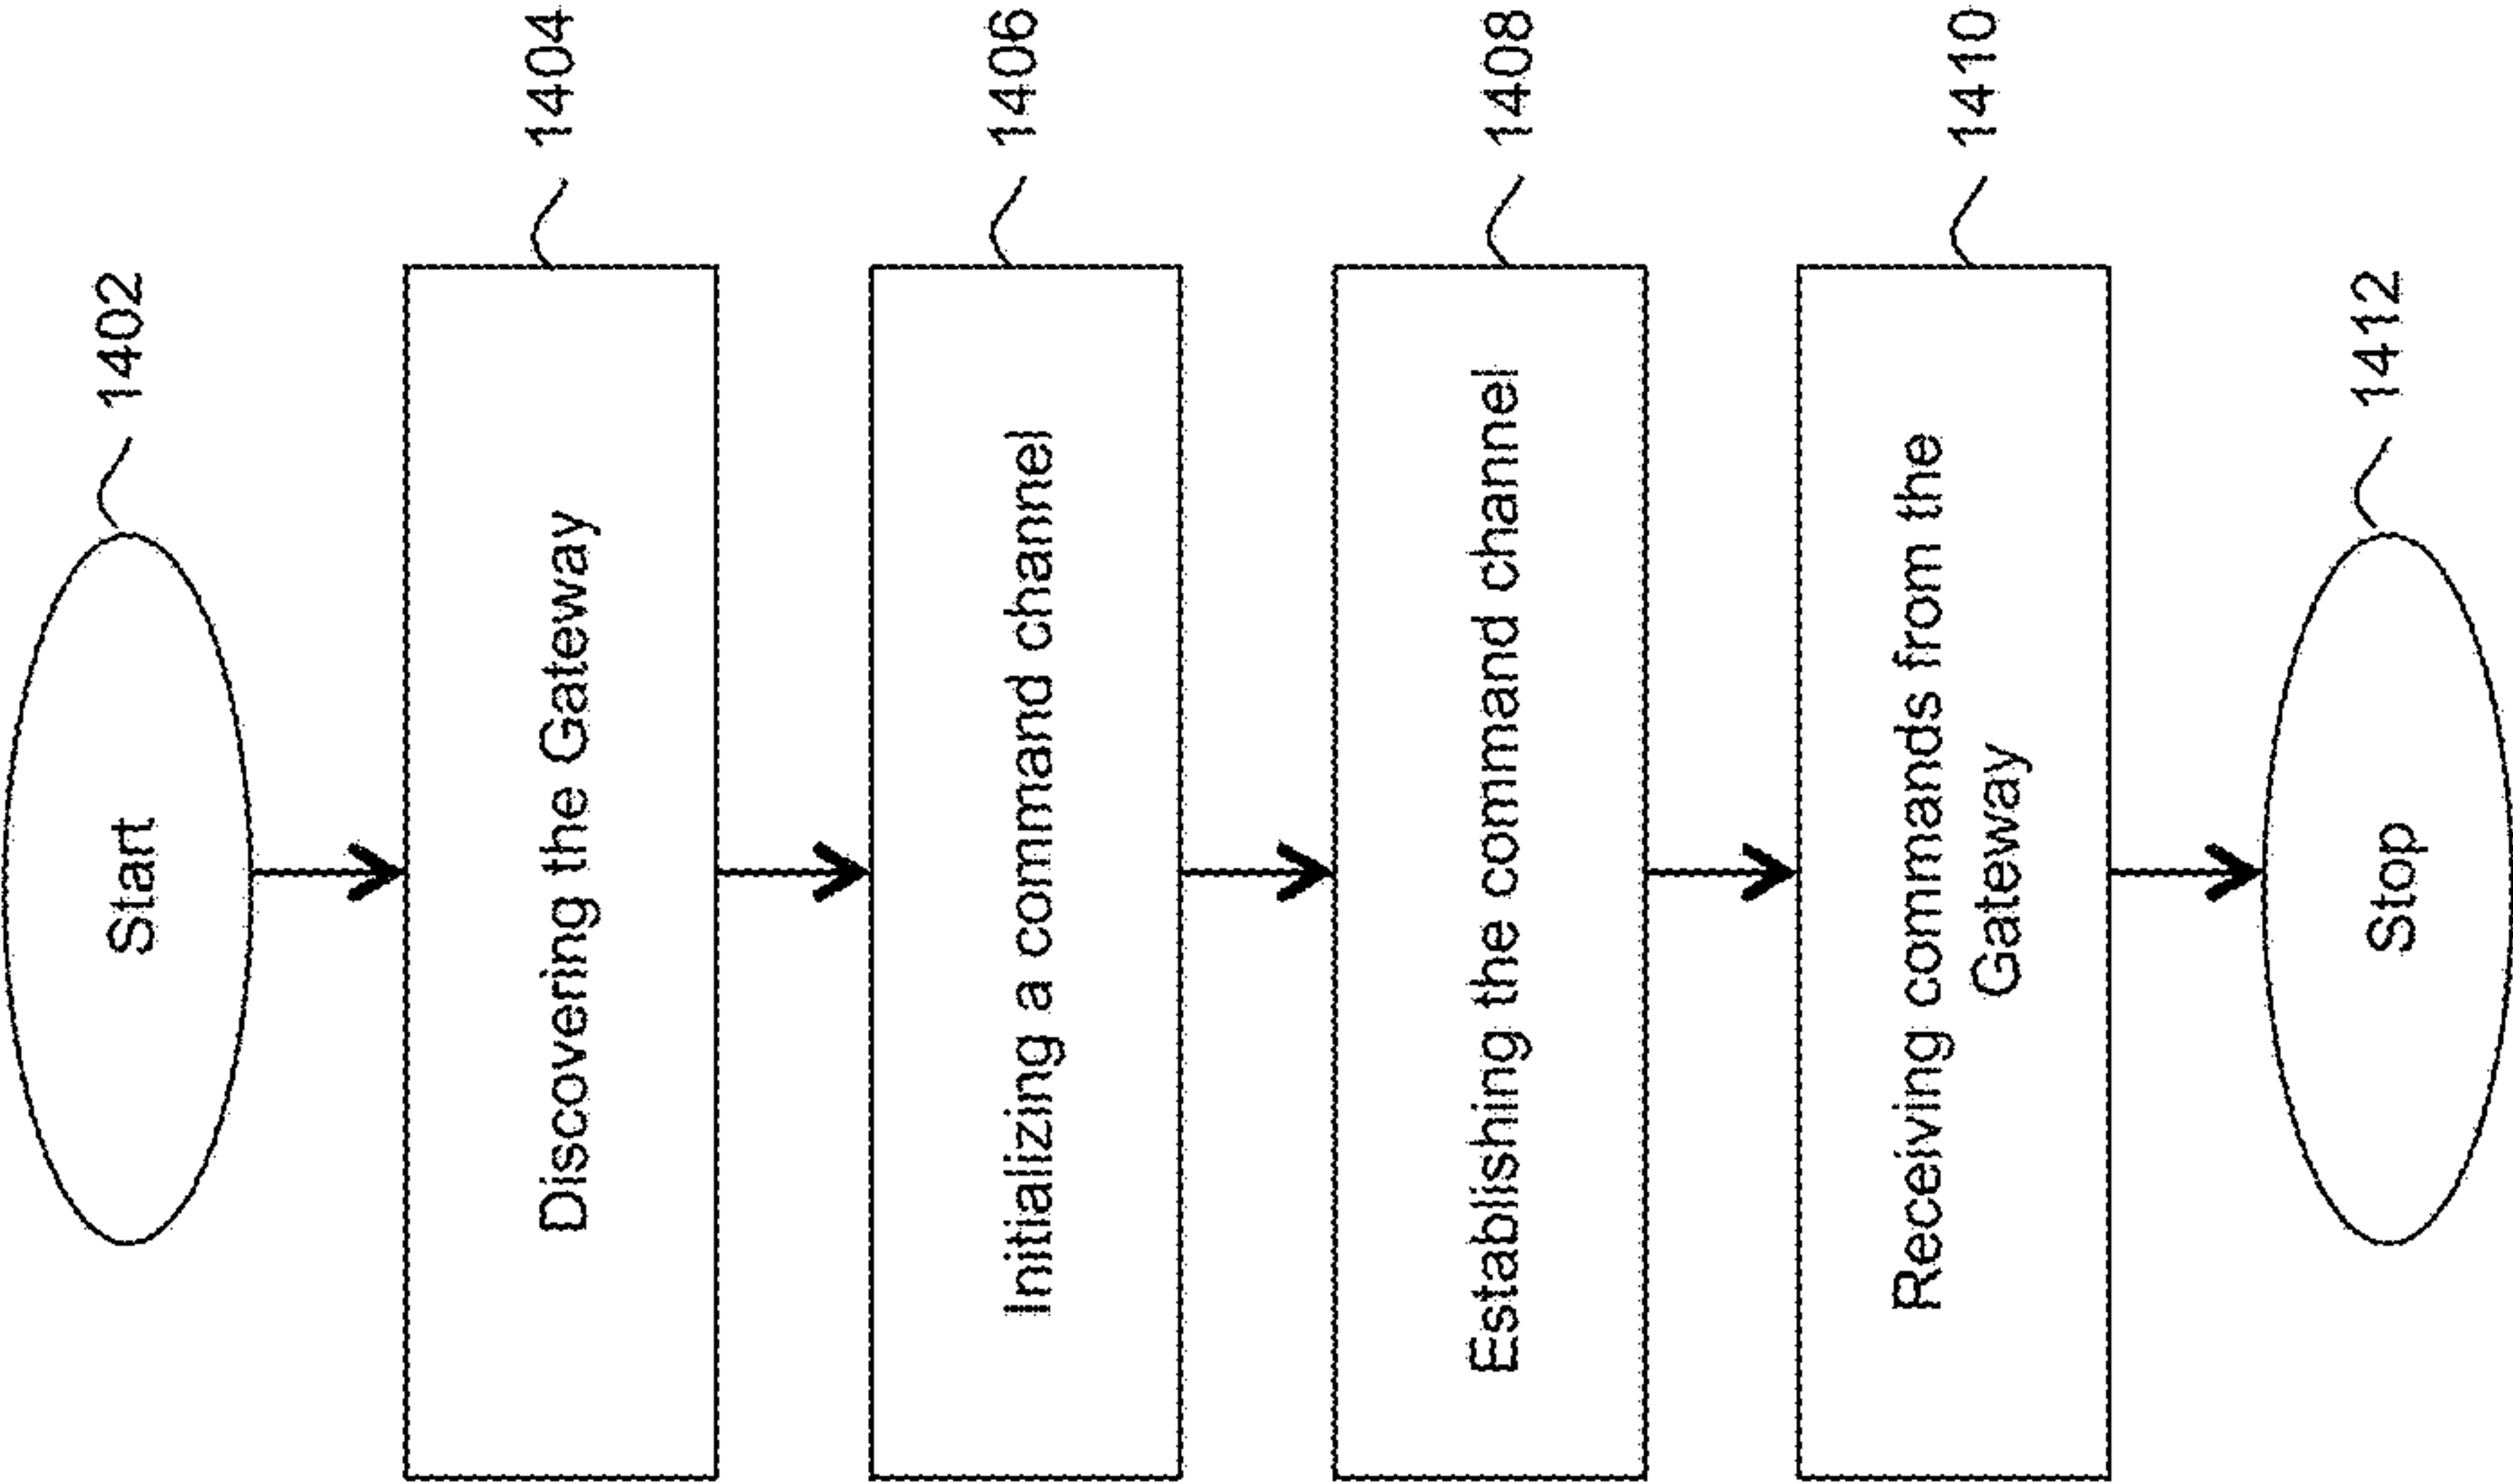 Start
1402
Discovering the Gateway
1404
Initializing a command channel
1406
Establishing the command channel
1408
Receiving commands from the
Gateway
1410
Stop
1412